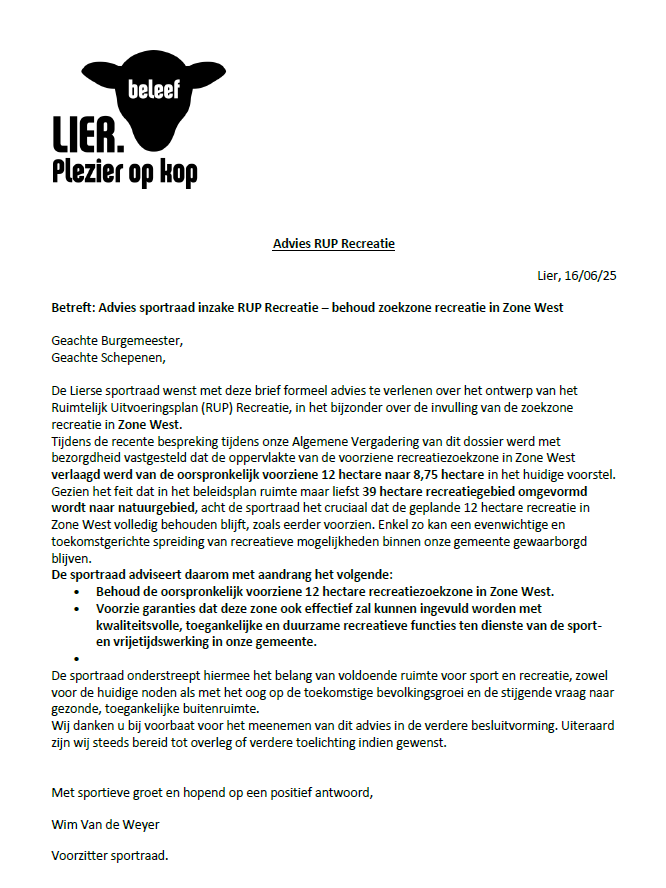 beleef
LIER.
Plezier op kop
Advies RUP Recreatie
Lier, 16/06/25
Betreft: Advies sportraad inzake RUP Recreatie – behoud zoekzone recreatie in Zone West
Geachte Burgemeester,
Geachte Schepenen,
De Lierse sportraad wenst met deze brief formeel advies te verlenen over het ontwerp van het
Ruimtelijk Uitvoeringsplan (RUP) Recreatie, in het bijzonder over de invulling van de zoekzone
recreatie in Zone West.
Tijdens de recente bespreking tijdens onze Algemene Vergadering van dit dossier werd met
bezorgdheid vastgesteld dat de oppervlakte van de voorziene recreatiezoekzone in Zone West
verlaagd werd van de oorspronkelijk voorziene 12 hectare naar 8,75 hectare in het huidige voorstel.
Gezien het feit dat in het beleidsplan ruimte maar liefst 39 hectare recreatiegebied omgevormd
wordt naar natuurgebied, acht de sportraad het cruciaal dat de geplande 12 hectare recreatie in
Zone West volledig behouden blijft, zoals eerder voorzien. Enkel zo kan een evenwichtige en
toekomstgerichte spreiding van recreatieve mogelijkheden binnen onze gemeente gewaarborgd
blijven.
De sportraad adviseert daarom met aandrang het volgende:
• Behoud de oorspronkelijk voorziene 12 hectare recreatiezoekzone in Zone West.
• Voorzie garanties dat deze zone ook effectief zal kunnen ingevuld worden met
kwaliteitsvolle, toegankelijke en duurzame recreatieve functies ten dienste van de sport-
en vrijetijdswerking in onze gemeente.
•
De sportraad onderstreept hiermee het belang van voldoende ruimte voor sport en recreatie, zowel
voor de huidige noden als met het oog op de toekomstige bevolkingsgroei en de stijgende vraag naar
gezonde, toegankelijke buitenruimte.
Wij danken u bij voorbaat voor het meenemen van dit advies in de verdere besluitvorming. Uiteraard
zijn wij steeds bereid tot overleg of verdere toelichting indien gewenst.
Met sportieve groet en hopend op een positief antwoord,
Wim Van de Weyer
Voorzitter sportraad.